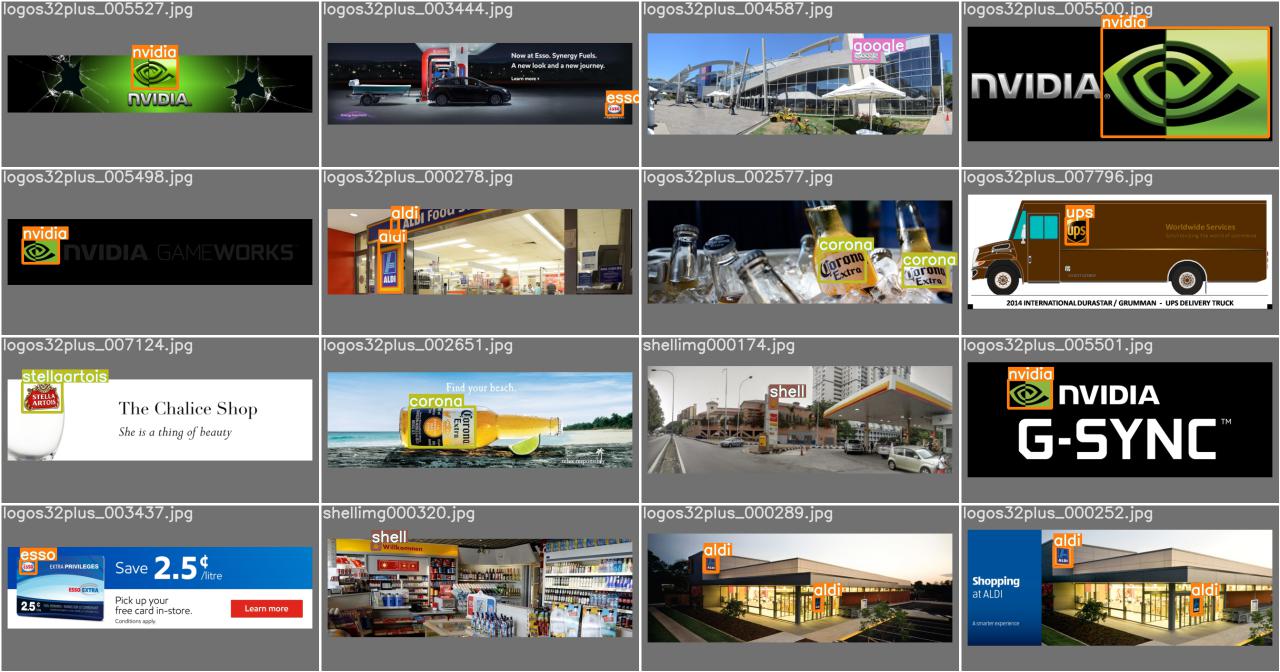 logos32plus_005527.jpg
nvidia
NVIDIA.
logos32plus_003444.jpg
Now at Esso. Synergy Fuels.
A new look and a new journey.
Learn more
esso
Esso
logos32plus_004587.jpg
google
logos32plus_005500.jpg
nvidia
NVIDIA®
logos32plus_005498.jpg
nvidia
NVIDIA GAMEWORKS
logos32plus_000278.jpg
aldi
ALDI Food S
aldi
ALDI
logos32plus_002577.jpg
corona
Corona
Extra
corona
Corona
Extra
logos32plus_007796.jpg
ups
ups
Worldwide Services
2014 INTERNATIONAL DURASTAR / GRUMMAN - UPS DELIVERY TRUCK
logos32plus_007124.jpg
stellaartois
STELLA
ARTOIS
The Chalice Shop
She is a thing of beauty
logos32plus_002651.jpg
Find your beach.
corona
Corona
Extra
relax responsibly
shellimg000174.jpg
shell
logos32plus_005501.jpg
nvidia
NVIDIA
G-SYNC™
logos32plus_003437.jpg
esso
Esso
EXTRA PRIVILEGES
ESSO EXTRA
2.5¢
Save 2.5¢ /litre
Pick up your
free card in-store.
Conditions apply.
Learn more
shellimg000320.jpg
shell
Willkommen
logos32plus_000289.jpg
aldi
ALDI
aldi
logos32plus_000252.jpg
aldi
ALDI
aldi
Shopping
at ALDI
A smarter experience